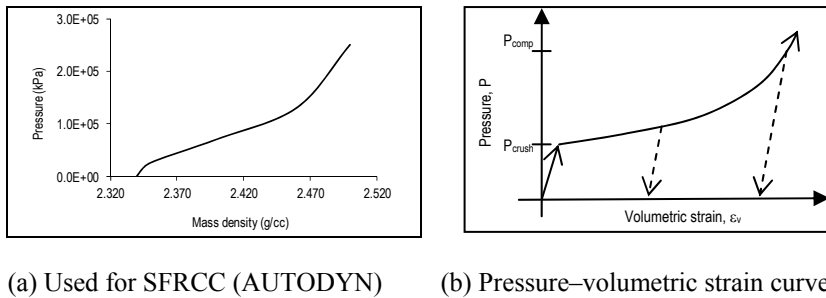 3.0E+05
2.0E+05
1.0E+05
0.0E+00
Pressure (kPa)
2.320 2.370 2.420 2.470 2.520
Mass density (g/cc)
Pcomp
Pcrush
Pressure, P
Volumetric strain, εv
(a) Used for SFRCC (AUTODYN)
(b) Pressure–volumetric strain curve